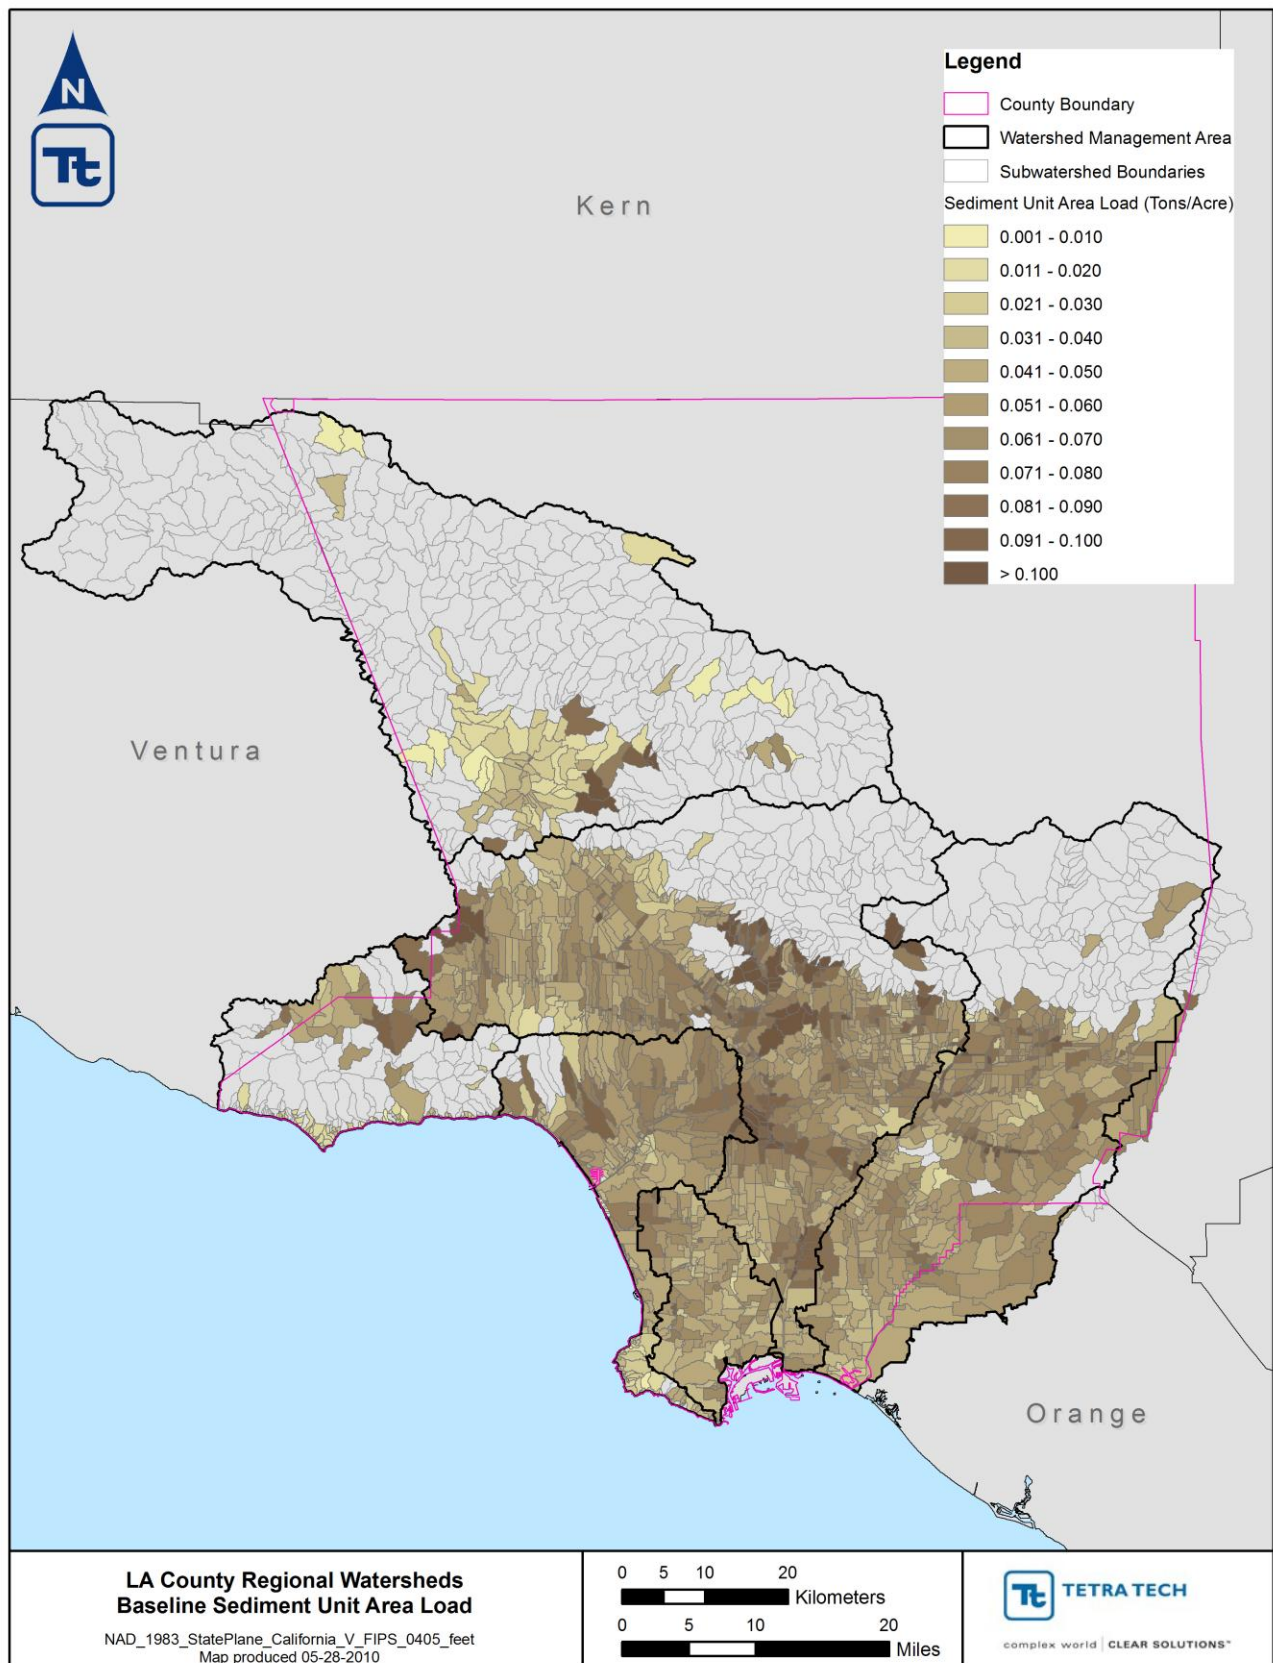 N
Tt
Legend
County Boundary
Watershed Management Area
Subwatershed Boundaries
Sediment Unit Area Load (Tons/Acre)
0.001 - 0.010
0.011 - 0.020
0.021 - 0.030
0.031 - 0.040
0.041 - 0.050
0.051 - 0.060
0.061 - 0.070
0.071 - 0.080
0.081 - 0.090
0.091 - 0.100
> 0.100
Kern
Ventura
Orange
LA County Regional Watersheds
Baseline Sediment Unit Area Load
NAD_1983_StatePlane_California_V_FIPS_0405_feet
Map produced 05-28-2010
0 5 10 20
Kilometers
0 5 10 20
Miles
Tt TETRA TECH
complex world | CLEAR SOLUTIONS™